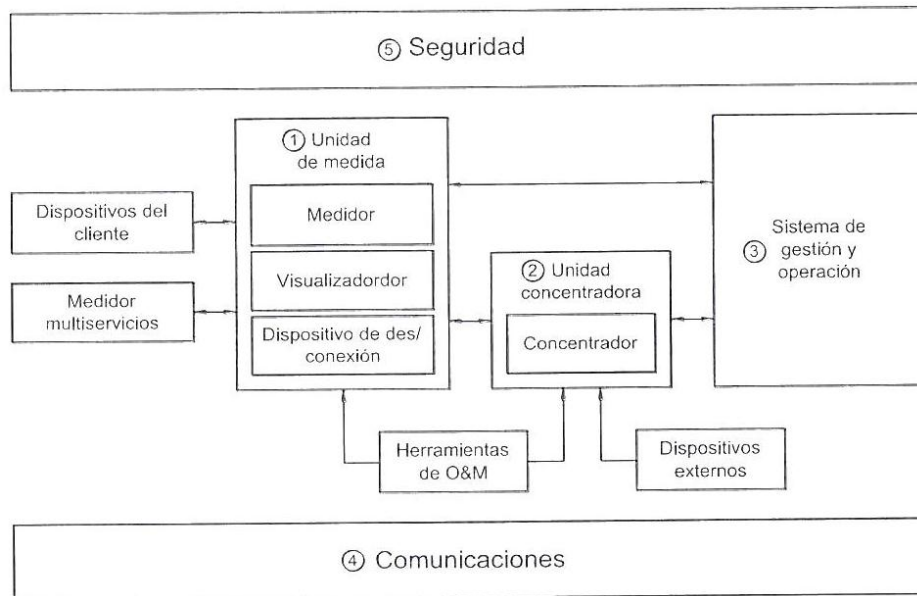 ⑤ Seguridad
① Unidad
de medida
Medidor
Visualizadordor
Dispositivo de des/
conexión
Dispositivos del
cliente
Medidor
multiservicios
② Unidad
concentradora
Concentrador
③ Sistema de
gestión y
operación
Herramientas
de O&M
Dispositivos
externos
④ Comunicaciones